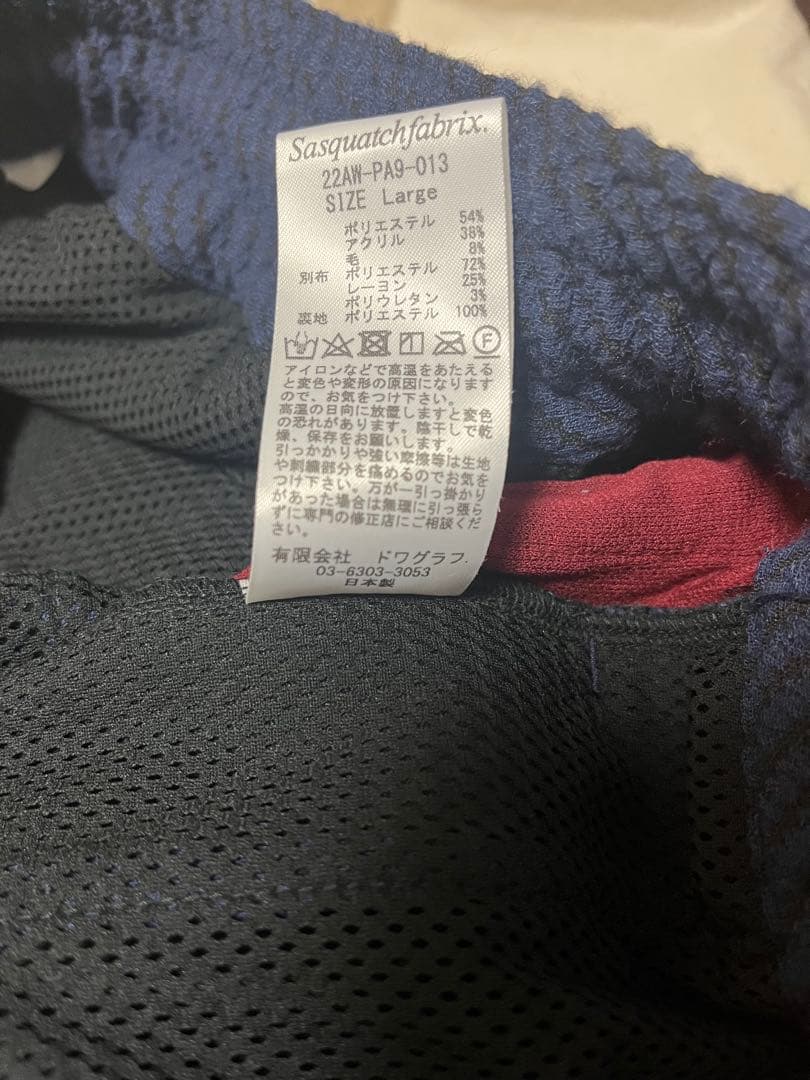 Sasquatchfabrix.
22AW-PA9-013
SIZE Large
ポリエステル 54%
アクリル 38%
毛 8%
別布 ポリエステル 72%
レーヨン 25%
ポリウレタン 3%
裏地 ポリエステル 100%
F
アイロンなどで高温をあたえる
と変色や変形の原因になります
ので、お気をつけ下さい。
高温の日向に放置しますと変色
の恐れがあります。陰干しで乾
燥、保存をお願いします。
引っかかりや強い摩擦等は生地
や刺繍部分を痛めるのでお気を
つけ下さい。万が一引っ掛かり
があった場合は無理に引っ張ら
ずに専門の修正店にご相談くだ
さい。
有限会社 ドワグラフ.
03-6303-3053
日本製